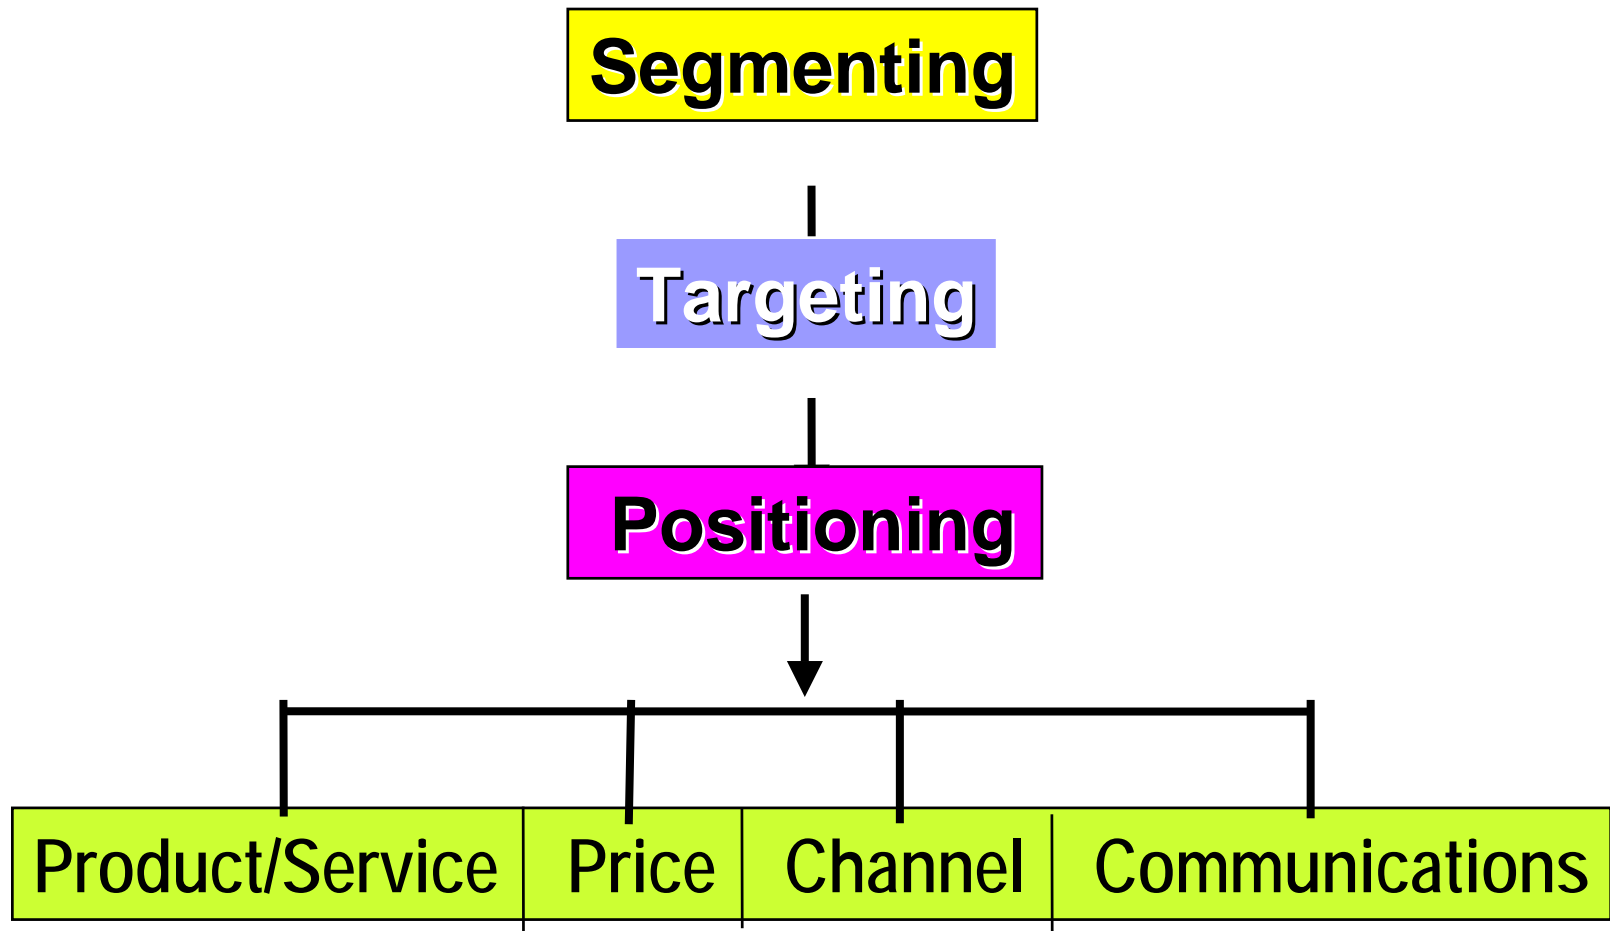 Segmenting
Targeting
Positioning
Product/Service Price Channel Communications